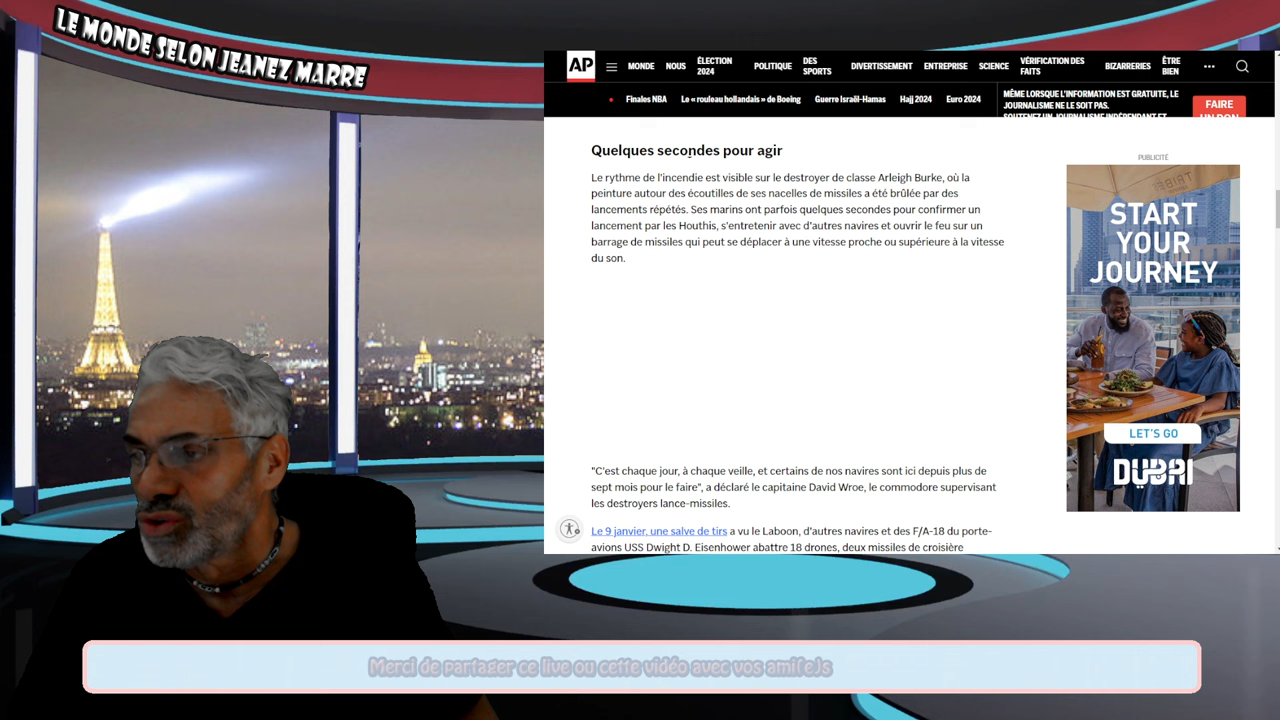 LE MONDE SELON JEANEZ MARRE
AP
MONDE
NOUS
ÉLECTION
2024
POLITIQUE
DES
SPORTS
DIVERTISSEMENT
ENTREPRISE
SCIENCE
VÉRIFICATION DES
FAITS
BIZARRERIES
ÊTRE
BIEN
Finales NBA
Le « rouleau hollandais » de Boeing
Guerre Israël-Hamas
Hajj 2024
Euro 2024
MÊME LORSQUE L'INFORMATION EST GRATUITE, LE
JOURNALISME NE LE SOIT PAS.
SOUTENEZ UN JOURNALISME INDÉPENDANT ET
FAIRE
UN DON
Quelques secondes pour agir
Le rythme de l'incendie est visible sur le destroyer de classe Arleigh Burke, où la
peinture autour des écoutilles de ses nacelles de missiles a été brûlée par des
lancements répétés. Ses marins ont parfois quelques secondes pour confirmer un
lancement par les Houthis, s'entretenir avec d'autres navires et ouvrir le feu sur un
barrage de missiles qui peut se déplacer à une vitesse proche ou supérieure à la vitesse
du son.
"C'est chaque jour, à chaque veille, et certains de nos navires sont ici depuis plus de
sept mois pour le faire", a déclaré le capitaine David Wroe, le commodore supervisant
les destroyers lance-missiles.
Le 9 janvier, une salve de tirs a vu le Laboon, d'autres navires et des F/A-18 du porte-
avions USS Dwight D. Eisenhower abattre 18 drones, deux missiles de croisière
PUBLICITÉ
START
YOUR
JOURNEY
LET'S GO
DUBAI
Merci de partager ce live ou cette vidéo avec vos ami(e)s